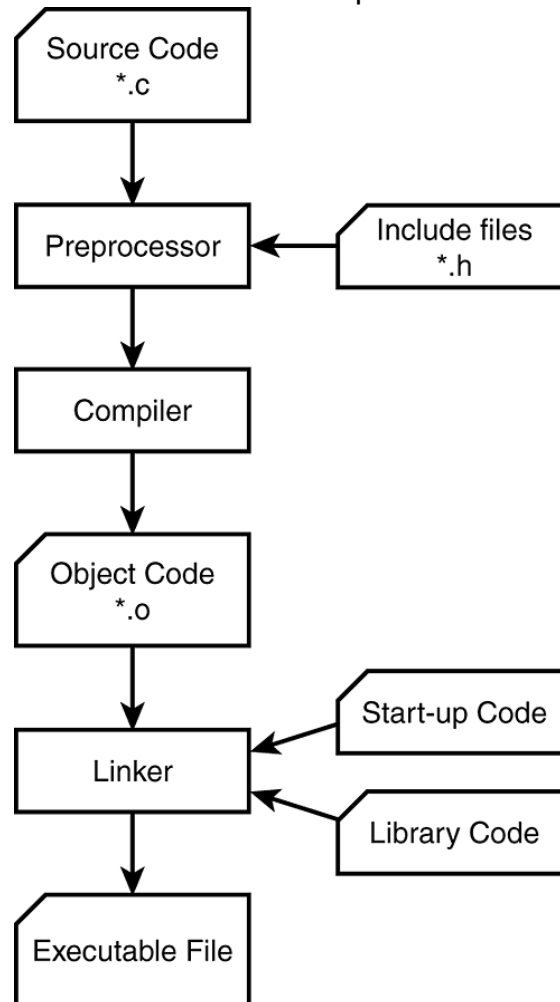 Source Code
*.c
Preprocessor
Include files
*.h
Compiler
Object Code
*.o
Start-up Code
Linker
Library Code
Executable File